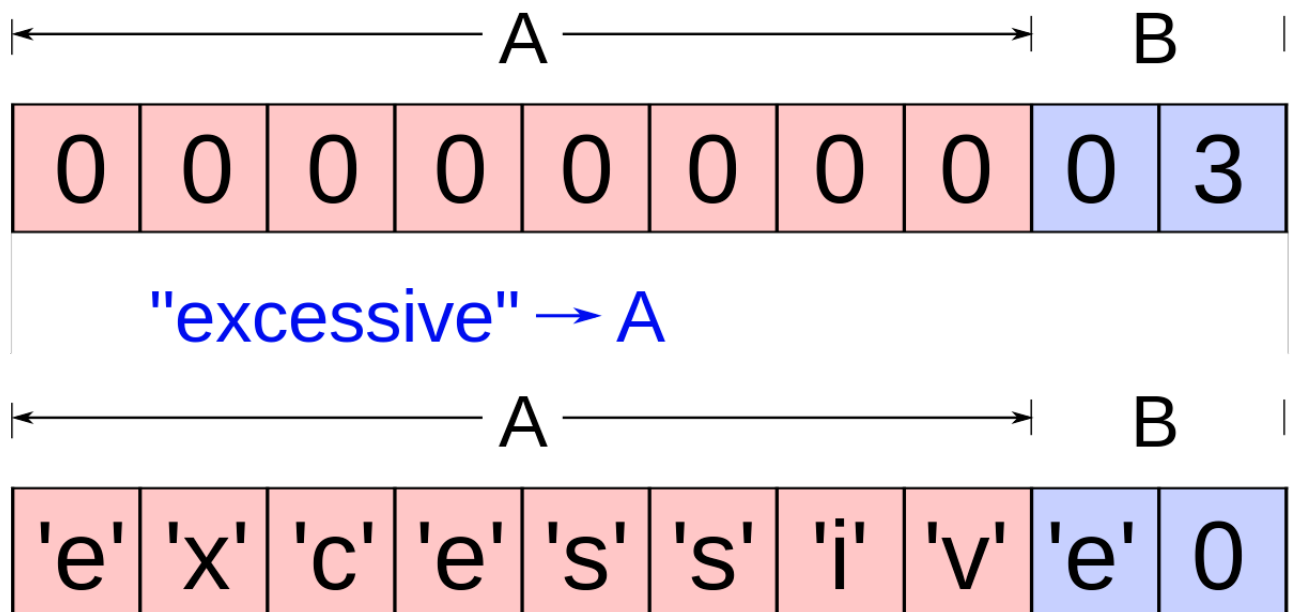 A B
0 0 0 0 0 0 0 0 0 3
"excessive" → A
A B
'e' 'x' 'c' 'e' 's' 's' 'i' 'v' 'e' 0